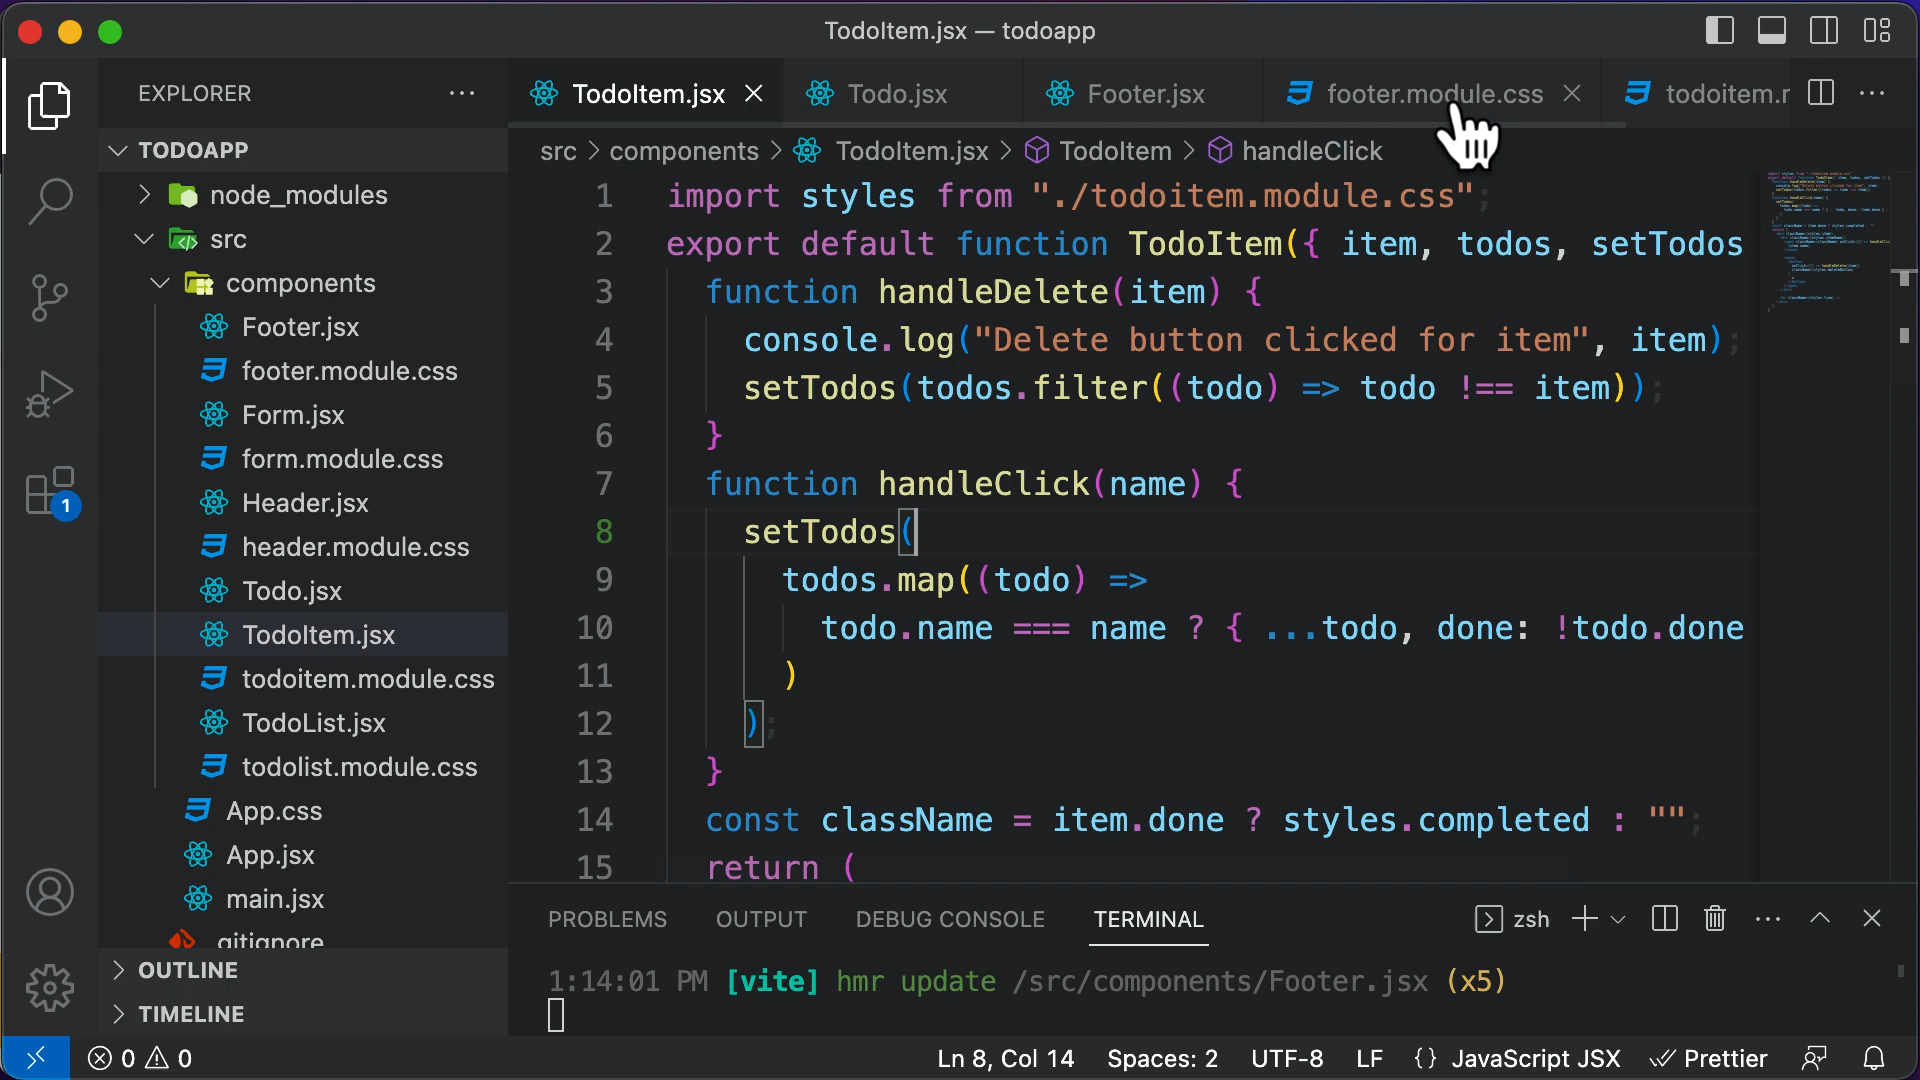 TodoItem.jsx — todoapp
EXPLORER
TodoItem.jsx
Todo.jsx
Footer.jsx
footer.module.css
src > components > TodoItem.jsx > TodoItem > handleClick
TODOAPP
node_modules
src
components
Footer.jsx
footer.module.css
Form.jsx
form.module.css
Header.jsx
header.module.css
Todo.jsx
TodoItem.jsx
todoitem.module.css
TodoList.jsx
todolist.module.css
App.css
App.jsx
main.jsx
.gitignore
OUTLINE
TIMELINE
1 import styles from "./todoitem.module.css";
2 export default function TodoItem({ item, todos, setTodos
3 function handleDelete(item) {
4 console.log("Delete button clicked for item", item);
5 setTodos(todos.filter((todo) => todo !== item));
6 }
7 function handleClick(name) {
8 setTodos(
9 todos.map((todo) =>
10 todo.name === name ? { ...todo, done: !todo.done
11 )
12 );
13 }
14 const className = item.done ? styles.completed : "";
15 return (
PROBLEMS OUTPUT DEBUG CONSOLE TERMINAL
zsh
1:14:01 PM [vite] hmr update /src/components/Footer.jsx (x5)
1
0 0
Ln 8, Col 14 Spaces: 2 UTF-8 LF {} JavaScript JSX Prettier